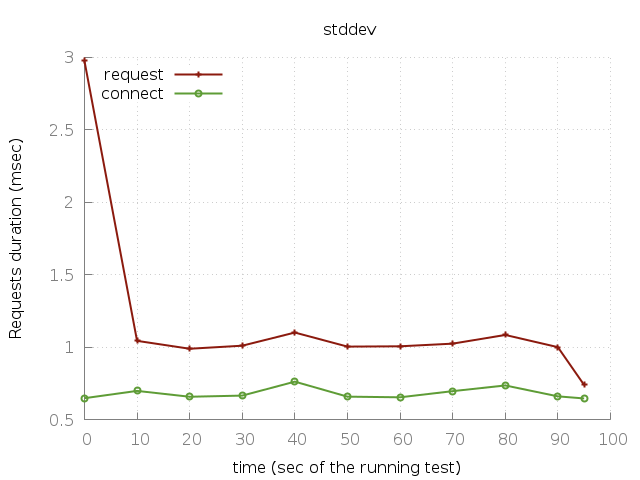 stddev
request
connect
Requests duration (msec)
3
2.5
2
1.5
1
0.5
0 10 20 30 40 50 60 70 80 90 100
time (sec of the running test)